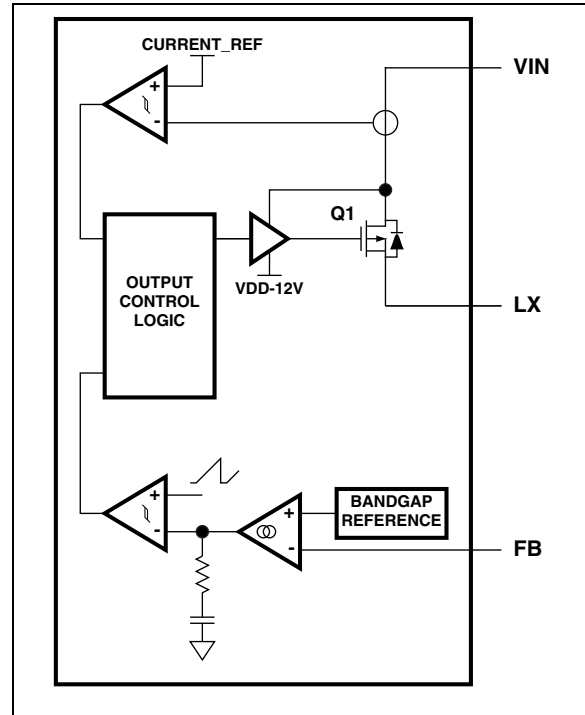 CURRENT_REF
VIN
+
-
Q1
OUTPUT
CONTROL
LOGIC
VDD-12V
LX
+
-
+
-
BANDGAP
REFERENCE
FB